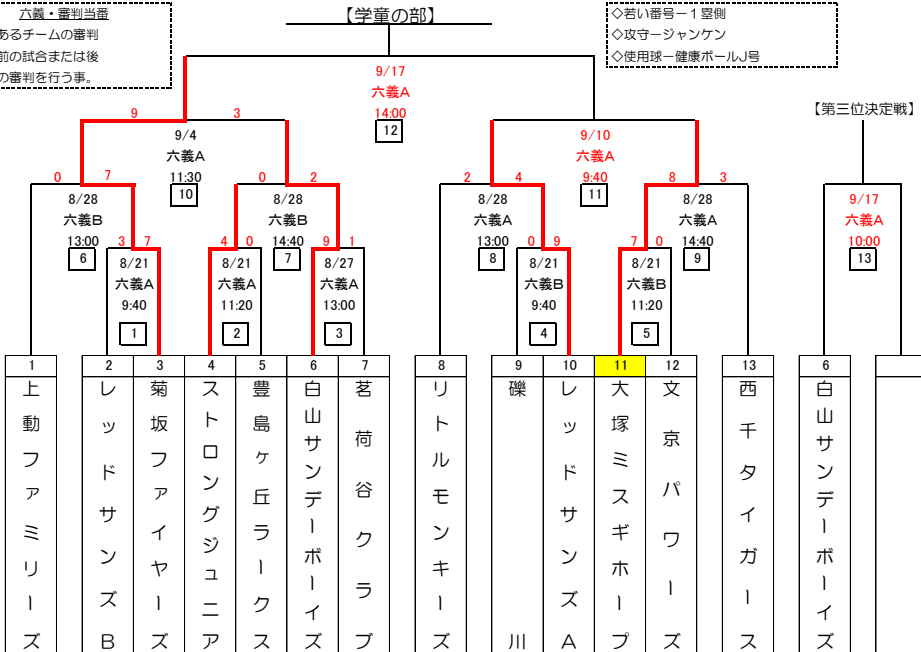 六義・審判当番
あるチームの審判
前の試合または後
の審判を行う事。
【学童の部】
◇若い番号ー1塁側
◇攻守ージャンケン
◇使用球ー健康ボールJ号
9/17
六義A
14:00
12
【第三位決定戦】
9 3
9/4
六義A
11:30
10
9/10
六義A
9:40
11
0 7
8/28
六義B
13:00
6
0 2
8/28
六義B
14:40
7
2 4
8/28
六義A
13:00
8
8 3
8/28
六義A
14:40
9
9/17
六義A
10:00
13
3 7
8/21
六義A
9:40
1
4 0
8/21
六義A
11:20
2
9 1
8/27
六義A
13:00
3
0 9
8/21
六義B
9:40
4
7 0
8/21
六義B
11:20
5
1 2 3 4 5 6 7 8 9 10 11 12 13 6
上動ファミリーズ
レッドサンズB
菊坂ファイヤーズ
ストロングジュニア
豊島ヶ丘ラークス
白山サンデーボーイズ
茗荷谷クラブ
リトルモンキーズ
礫川
レッドサンズA
大塚ミスギホープ
文京パワーズ
西千タイガース
白山サンデーボーイズ